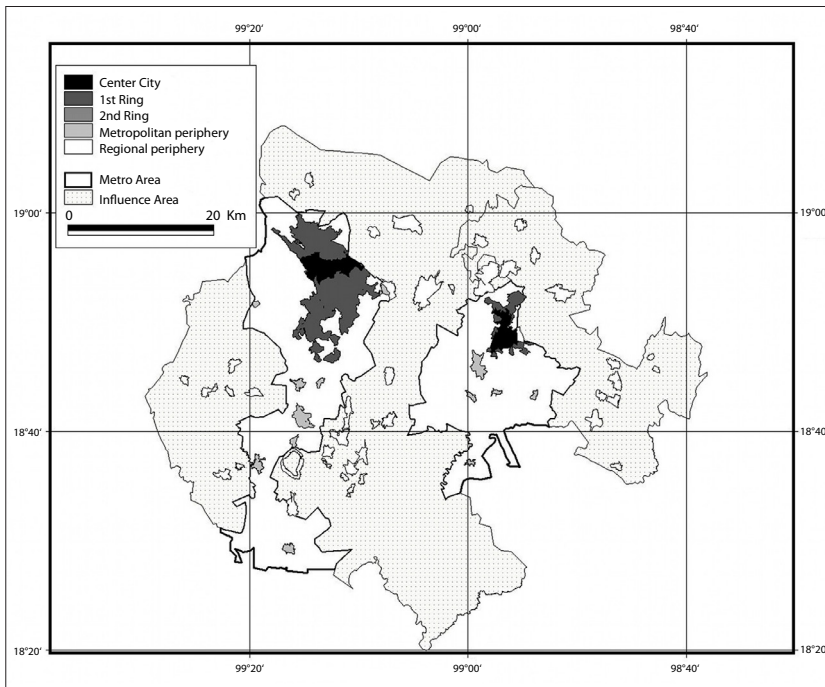 99°20' 99°00' 98°40'
Center City
1st Ring
2nd Ring
Metropolitan periphery
Regional periphery
Metro Area
Influence Area
0 20 Km
19°00' 19°00'
18°40' 18°40'
18°20' 18°20'
99°20' 99°00' 98°40'